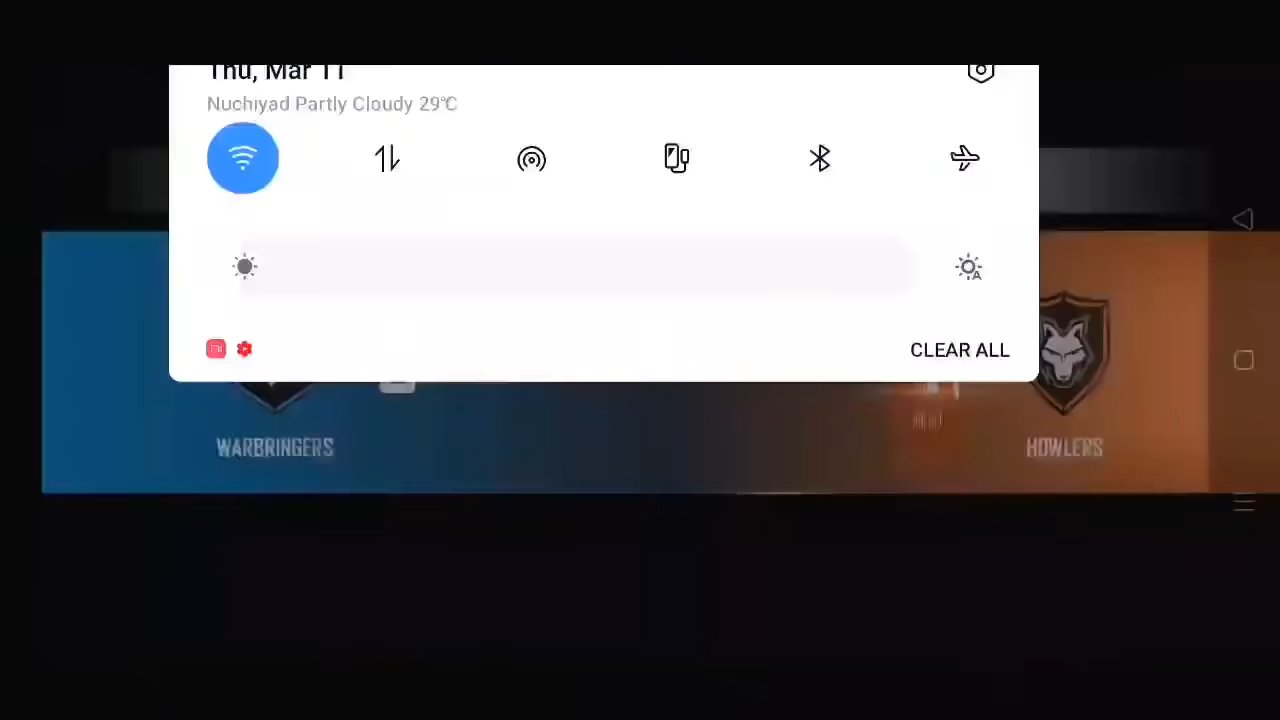 Thu, Mar 11
Nuchiyad Partly Cloudy 29°C
A
CLEAR ALL
WARBRINGERS
HOWLERS